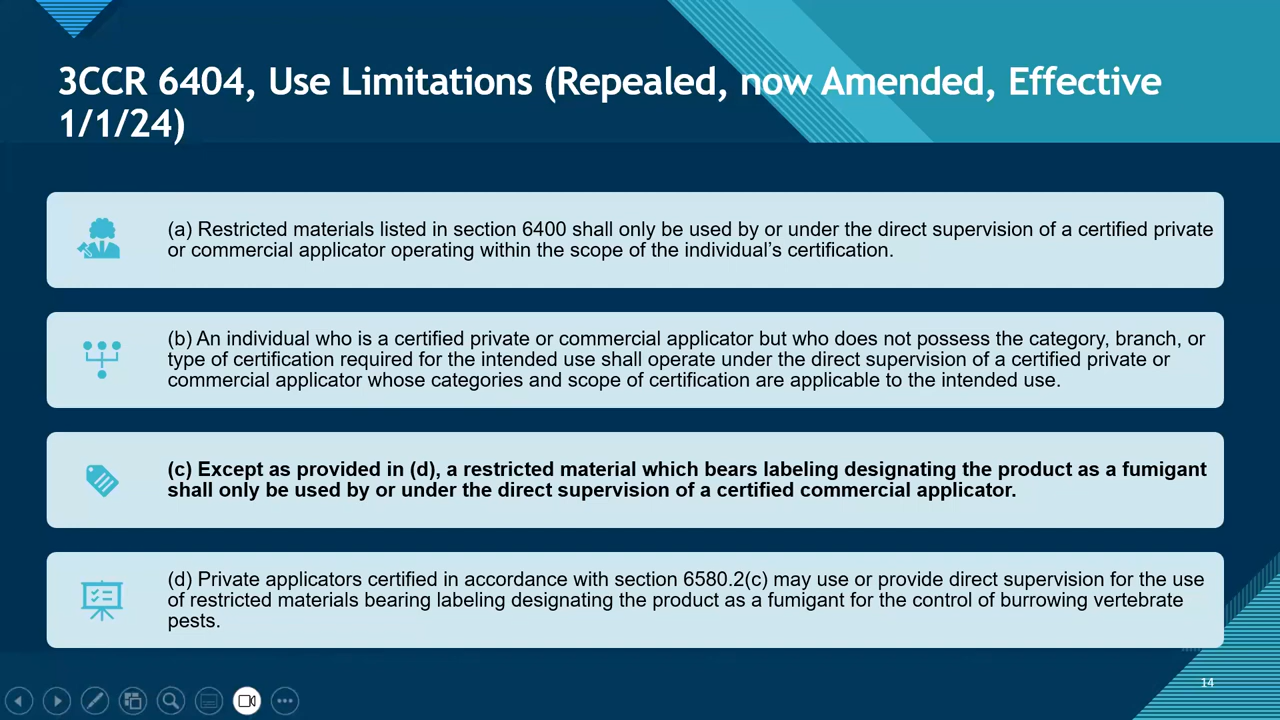 3CCR 6404, Use Limitations (Repealed, now Amended, Effective
1/1/24)
(a) Restricted materials listed in section 6400 shall only be used by or under the direct supervision of a certified private
or commercial applicator operating within the scope of the individual’s certification.
(b) An individual who is a certified private or commercial applicator but who does not possess the category, branch, or
type of certification required for the intended use shall operate under the direct supervision of a certified private or
commercial applicator whose categories and scope of certification are applicable to the intended use.
(c) Except as provided in (d), a restricted material which bears labeling designating the product as a fumigant
shall only be used by or under the direct supervision of a certified commercial applicator.
(d) Private applicators certified in accordance with section 6580.2(c) may use or provide direct supervision for the use
of restricted materials bearing labeling designating the product as a fumigant for the control of burrowing vertebrate
pests.
14